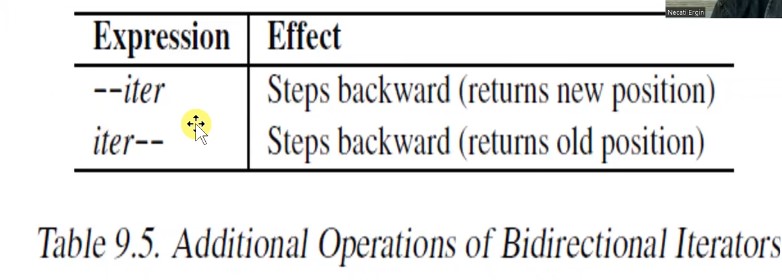 Necati Ergin
Expression Effect
--iter Steps backward (returns new position)
iter-- Steps backward (returns old position)
Table 9.5. Additional Operations of Bidirectional Iterators